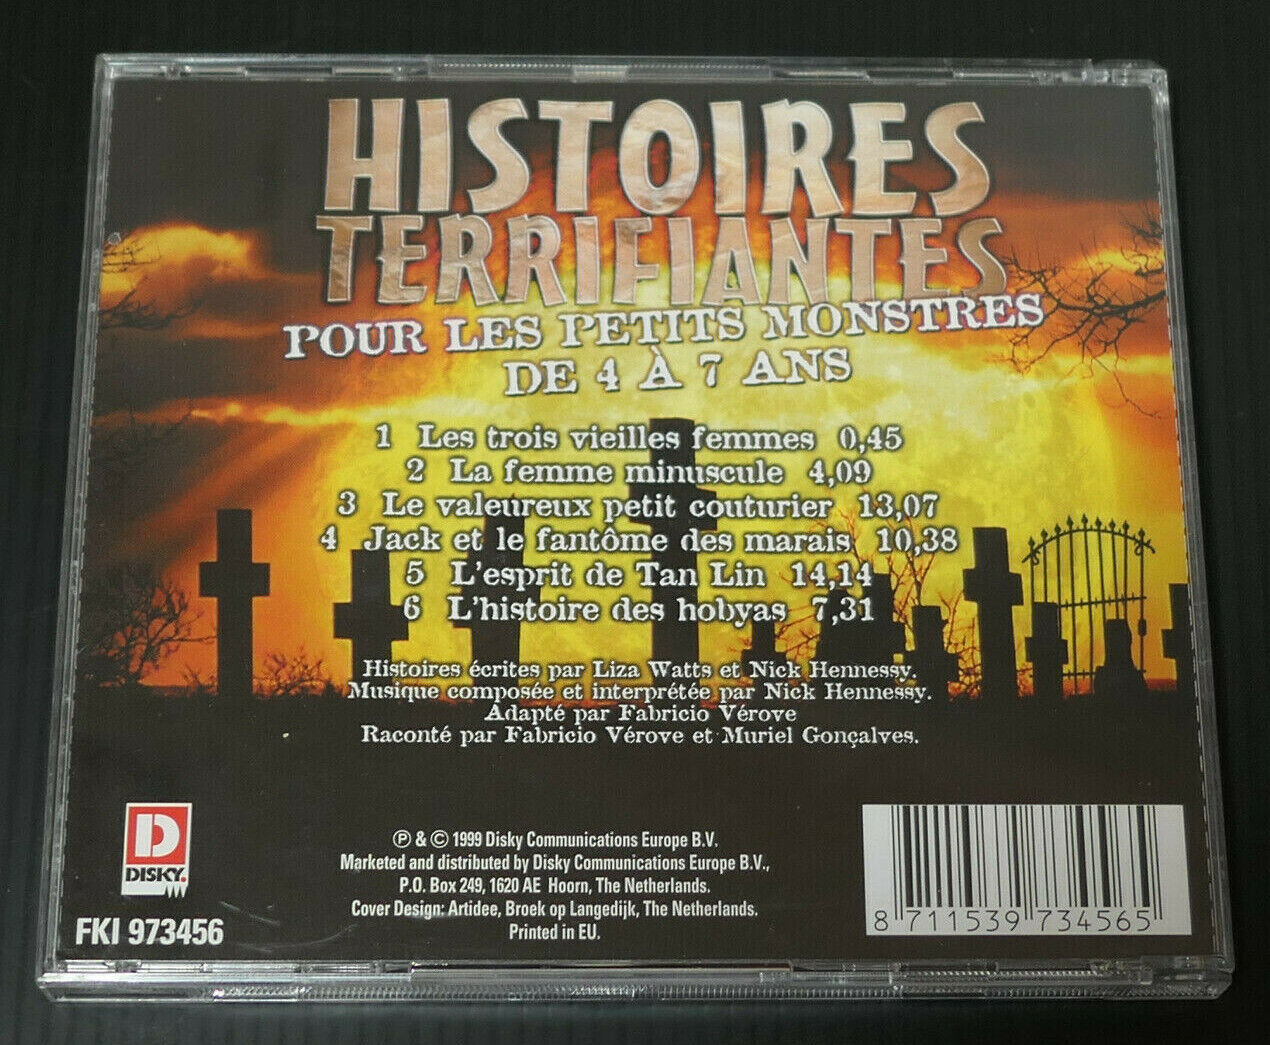 HISTOIRES
TERRIFIANTES
POUR LES PETITS MONSTRES
DE 4 À 7 ANS
1 Les trois vieilles femmes 0,45
2 La femme minuscule 4,09
3 Le valeureux petit couturier 13,07
4 Jack et le fantôme des marais 10,38
5 L'esprit de Tan Lin 14,14
6 L'histoire des hobyas 7,31
Histoires écrites par Liza Watts et Nick Hennessy.
Musique composée et interprétée par Nick Hennessy.
Adapté par Fabricio Vérove
Raconté par Fabricio Vérove et Muriel Gonçalves.
DISKY.
FKI 973456
℗ & © 1999 Disky Communications Europe B.V.
Marketed and distributed by Disky Communications Europe B.V.,
P.O. Box 249, 1620 AE Hoorn, The Netherlands.
Cover Design: Artidee, Broek op Langedijk, The Netherlands.
Printed in EU.
8 711539 734565